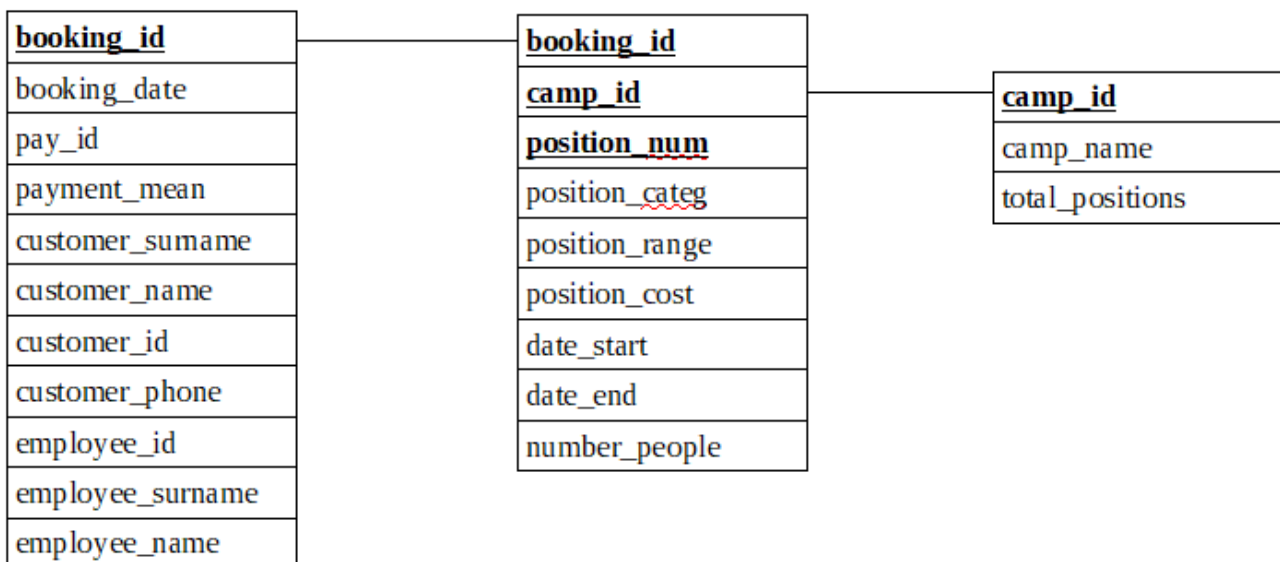 booking_id
booking_date
pay_id
payment_mean
customer_surname
customer_name
customer_id
customer_phone
employee_id
employee_surname
employee_name
booking_id
camp_id
position_num
position_categ
position_range
position_cost
date_start
date_end
number_people
camp_id
camp_name
total_positions